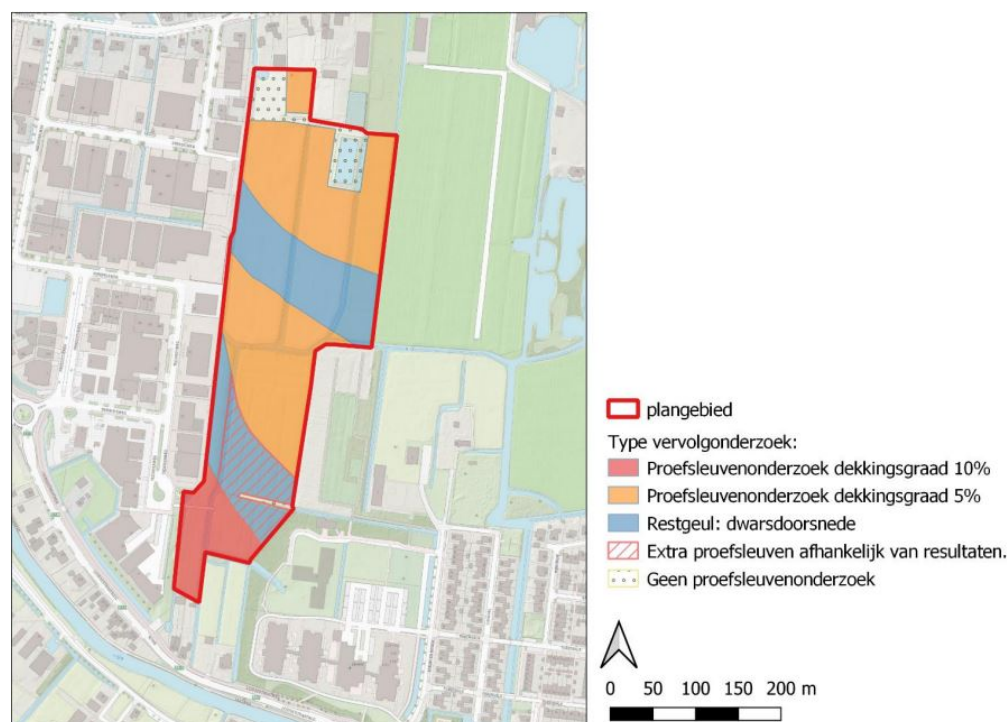 plangebied
Type vervolgonderzoek:
Proefsleuvenonderzoek dekkingsgraad 10%
Proefsleuvenonderzoek dekkingsgraad 5%
Restgeul: dwarsdoorsnede
Extra proefsleuven afhankelijk van resultaten.
Geen proefsleuvenonderzoek
0 50 100 150 200 m